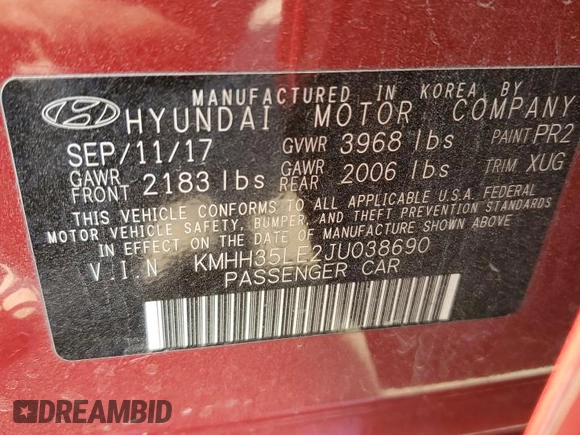 MANUFACTURED IN KOREA BY
HYUNDAI MOTOR COMPANY
SEP/11/17 GVWR 3968 lbs PAINT PR2
GAWR FRONT 2183 lbs GAWR REAR 2006 lbs TRIM XUG
THIS VEHICLE CONFORMS TO ALL APPLICABLE U.S.A. FEDERAL
MOTOR VEHICLE SAFETY, BUMPER, AND THEFT PREVENTION STANDARDS
IN EFFECT ON THE DATE OF MANUFACTURE SHOWN ABOVE.
V.I.N KMHH35LE2JU038690
PASSENGER CAR
DREAMBID